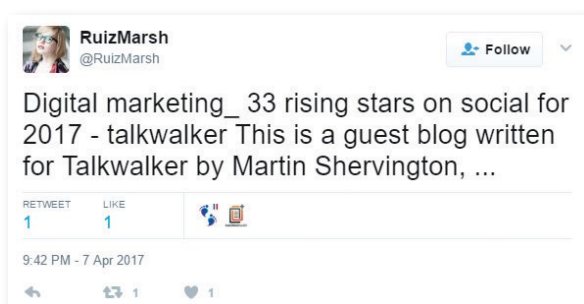 RuizMarsh
@RuizMarsh
Follow
Digital marketing_ 33 rising stars on social for
2017 - talkwalker This is a guest blog written
for Talkwalker by Martin Shervington, ...
RETWEET LIKE
1 1
9:42 PM - 7 Apr 2017
1 1